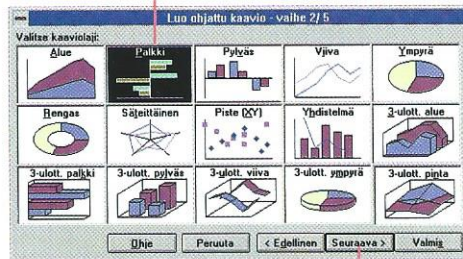 Luo ohjattu kaavio - vaihe 2/ 5
Valitse kaaviolaji:
Alue Palkki Pylväs Viiva Ympyrä
Rengas Säteittäinen Piste (XY) Yhdistelmä 3-ulott. alue
3-ulott. palkki 3-ulott. pylväs 3-ulott. viiva 3-ulott. ympyrä 3-ulott. pinta
Ohje Peruuta < Edellinen Seuraava > Valmis